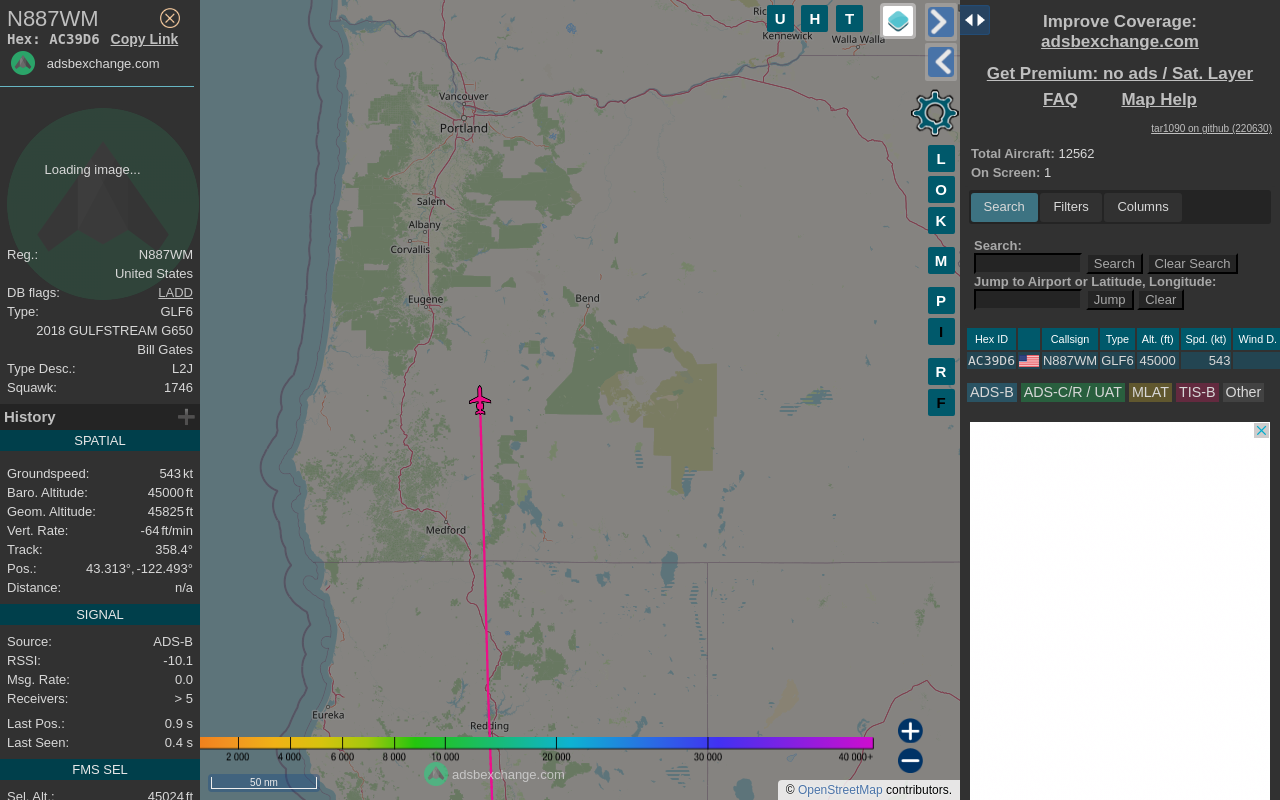 N887WM
Hex: AC39D6 Copy Link
adsbexchange.com
Loading image...
Reg.: N887WM
United States
DB flags: LADD
Type: GLF6
2018 GULFSTREAM G650
Bill Gates
Type Desc.: L2J
Squawk: 1746
History
SPATIAL
Groundspeed: 543 kt
Baro. Altitude: 45000 ft
Geom. Altitude: 45825 ft
Vert. Rate: -64 ft/min
Track: 358.4°
Pos.: 43.313°, -122.493°
Distance: n/a
SIGNAL
Source: ADS-B
RSSI: -10.1
Msg. Rate: 0.0
Receivers: > 5
Last Pos.: 0.9 s
Last Seen: 0.4 s
FMS SEL
Sel. Alt.: 45024 ft
U H T
Kennewick
Walla Walla
Vancouver
Portland
Salem
Albany
Corvallis
Eugene
Bend
Medford
Eureka
Redding
L
O
K
M
P
I
R
F
2 000 4 000 6 000 8 000 10 000 20 000 30 000 40 000+
50 nm
adsbexchange.com
© OpenStreetMap contributors.
Improve Coverage:
adsbexchange.com
Get Premium: no ads / Sat. Layer
FAQ Map Help
tar1090 on github (220630)
Total Aircraft: 12562
On Screen: 1
Search Filters Columns
Search:
Search Clear Search
Jump to Airport or Latitude, Longitude:
Jump Clear
Hex ID Callsign Type Alt. (ft) Spd. (kt) Wind D.
AC39D6 N887WM GLF6 45000 543
ADS-B ADS-C/R / UAT MLAT TIS-B Other